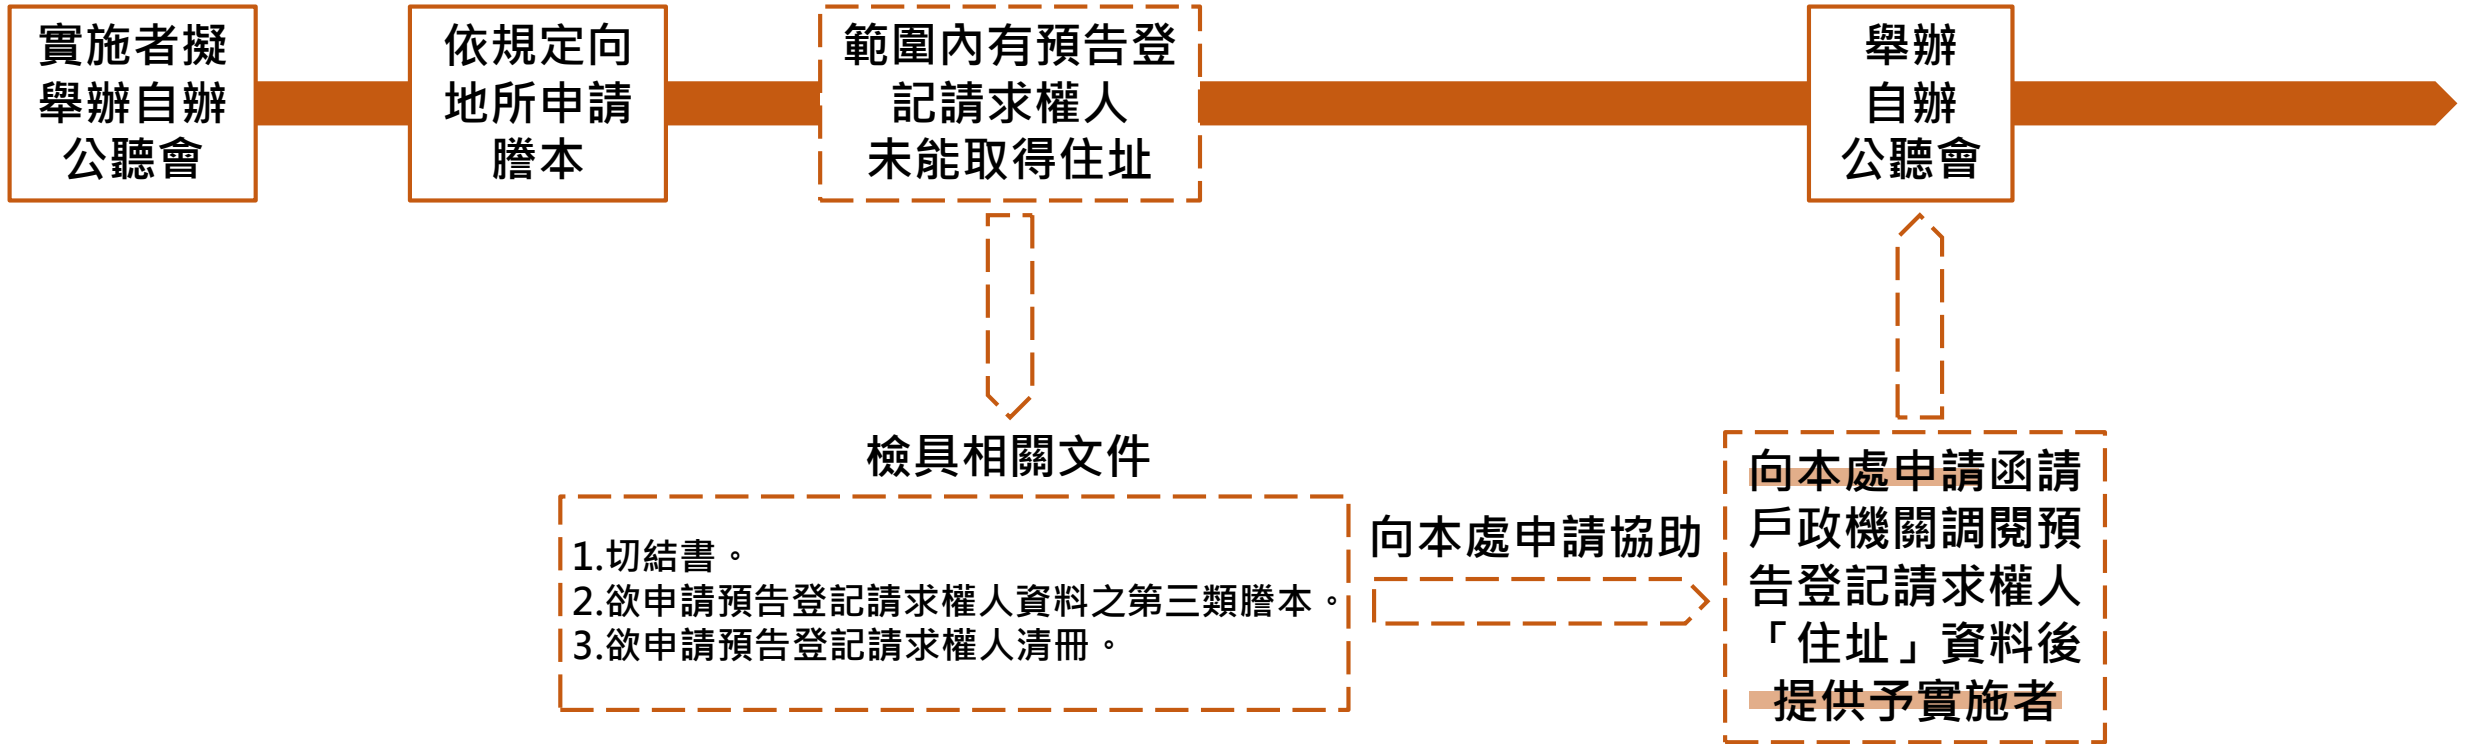 實施者擬
舉辦自辦
公聽會
依規定向
地所申請
謄本
範圍內有預告登
記請求權人
未能取得住址
舉辦
自辦
公聽會
檢具相關文件
1.切結書。
2.欲申請預告登記請求權人資料之第三類謄本。
3.欲申請預告登記請求權人清冊。
向本處申請協助
向本處申請函請
戶政機關調閱預
告登記請求權人
「住址」資料後
提供予實施者